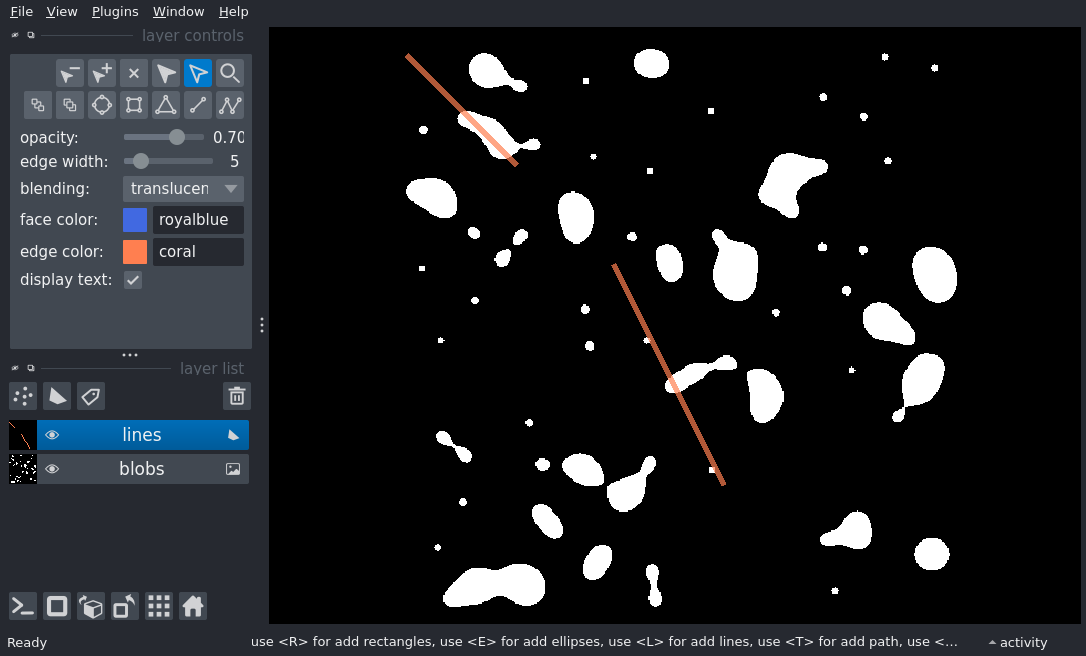 File View Plugins Window Help
layer controls
opacity: 0.70
edge width: 5
blending: translucen
face color: royalblue
edge color: coral
display text:
layer list
lines
blobs
Ready use <R> for add rectangles, use <E> for add ellipses, use <L> for add lines, use <T> for add path, use <... activity